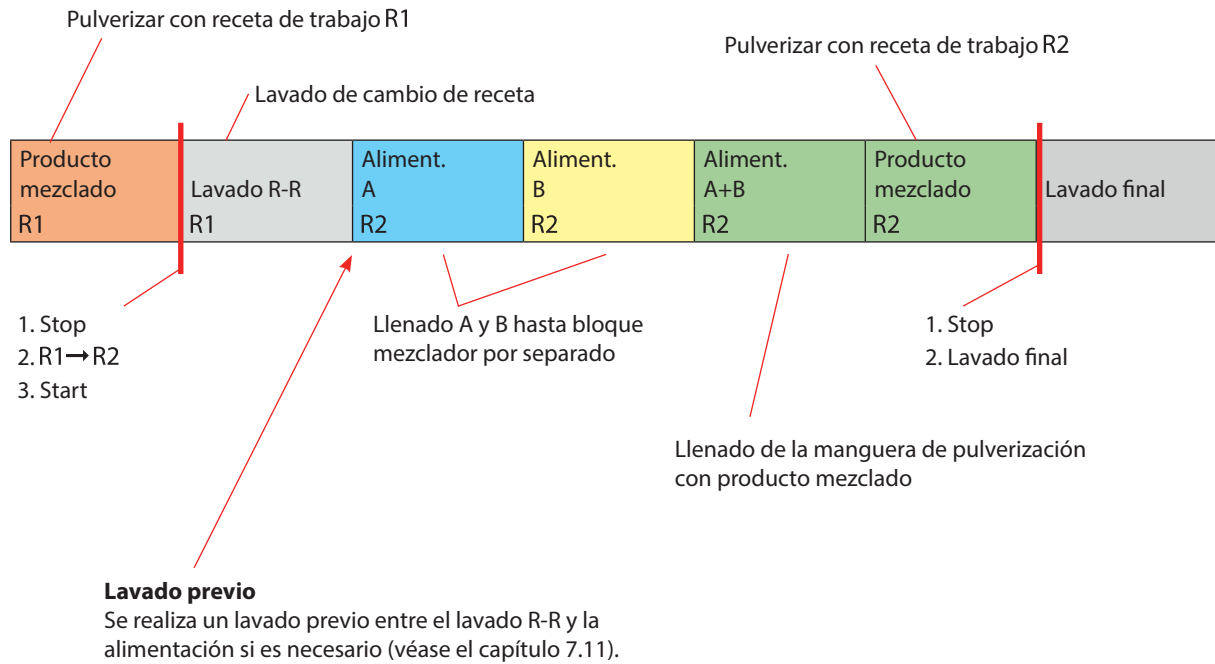 Pulverizar con receta de trabajo R1
Pulverizar con receta de trabajo R2
Lavado de cambio de receta
Producto
mezclado
R1
Lavado R-R
R1
Aliment.
A
R2
Aliment.
B
R2
Aliment.
A+B
R2
Producto
mezclado
R2
Lavado final
1. Stop
2. R1→R2
3. Start
Llenado A y B hasta bloque
mezclador por separado
1. Stop
2. Lavado final
Llenado de la manguera de pulverización
con producto mezclado
Lavado previo
Se realiza un lavado previo entre el lavado R-R y la
alimentación si es necesario (véase el capítulo 7.11).